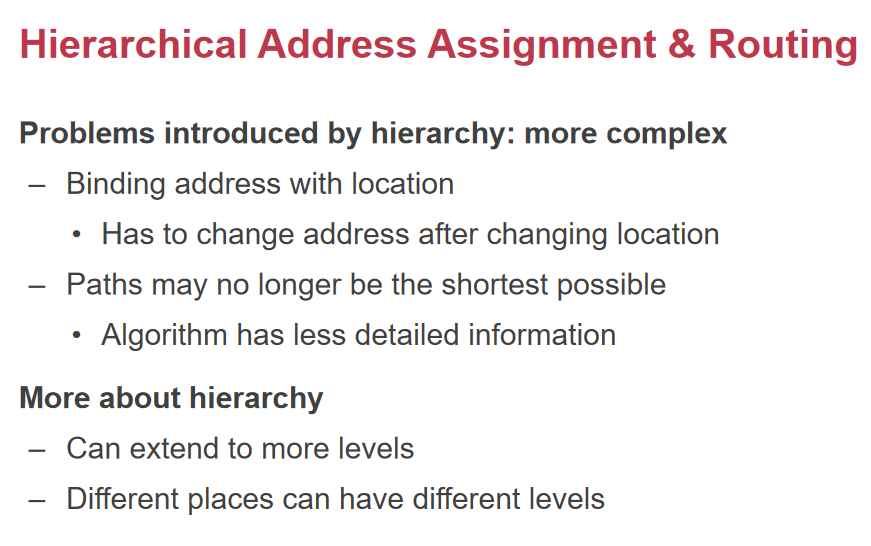 Hierarchical Address Assignment & Routing
Problems introduced by hierarchy: more complex
– Binding address with location
• Has to change address after changing location
– Paths may no longer be the shortest possible
• Algorithm has less detailed information
More about hierarchy
– Can extend to more levels
– Different places can have different levels